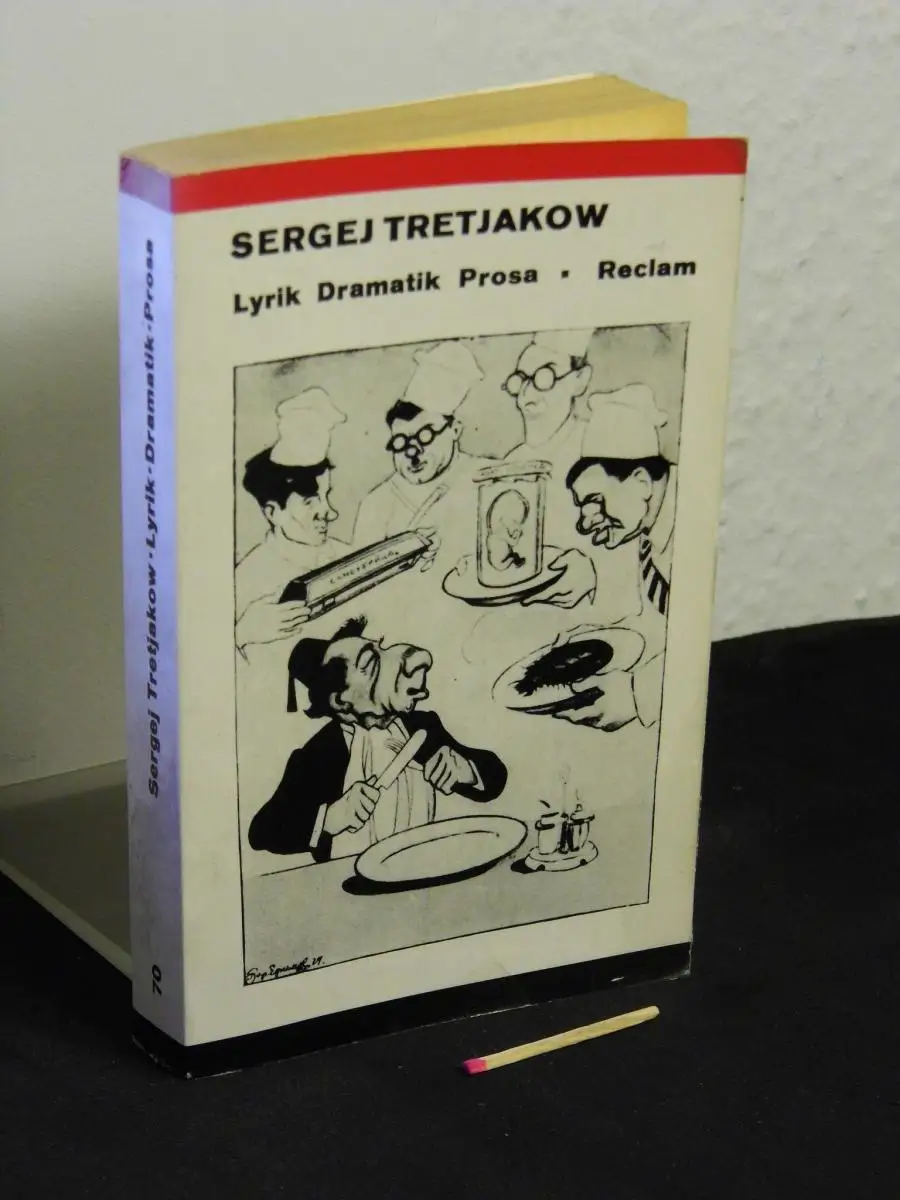 SERGEJ TRETJAKOW
Lyrik Dramatik Prosa ▪ Reclam
Sergej Tretjakow · Lyrik · Dramatik · Prosa
70